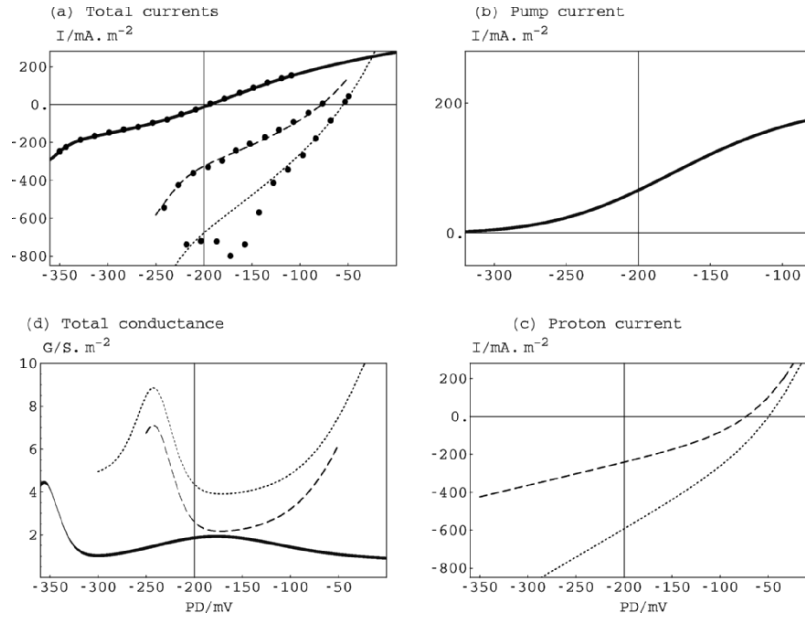 (a) Total currents
I/mA.m-2
200
0.
-200
-400
-600
-800
-350 -300 -250 -200 -150 -100 -50
(b) Pump current
I/mA.m-2
200
0.
-300 -250 -200 -150 -100
(d) Total conductance
G/S.m-2
10
8
6
4
2
-350 -300 -250 -200 -150 -100 -50
PD/mV
(c) Proton current
I/mA.m-2
200
0.
-200
-400
-600
-800
-350 -300 -250 -200 -150 -100 -50
PD/mV